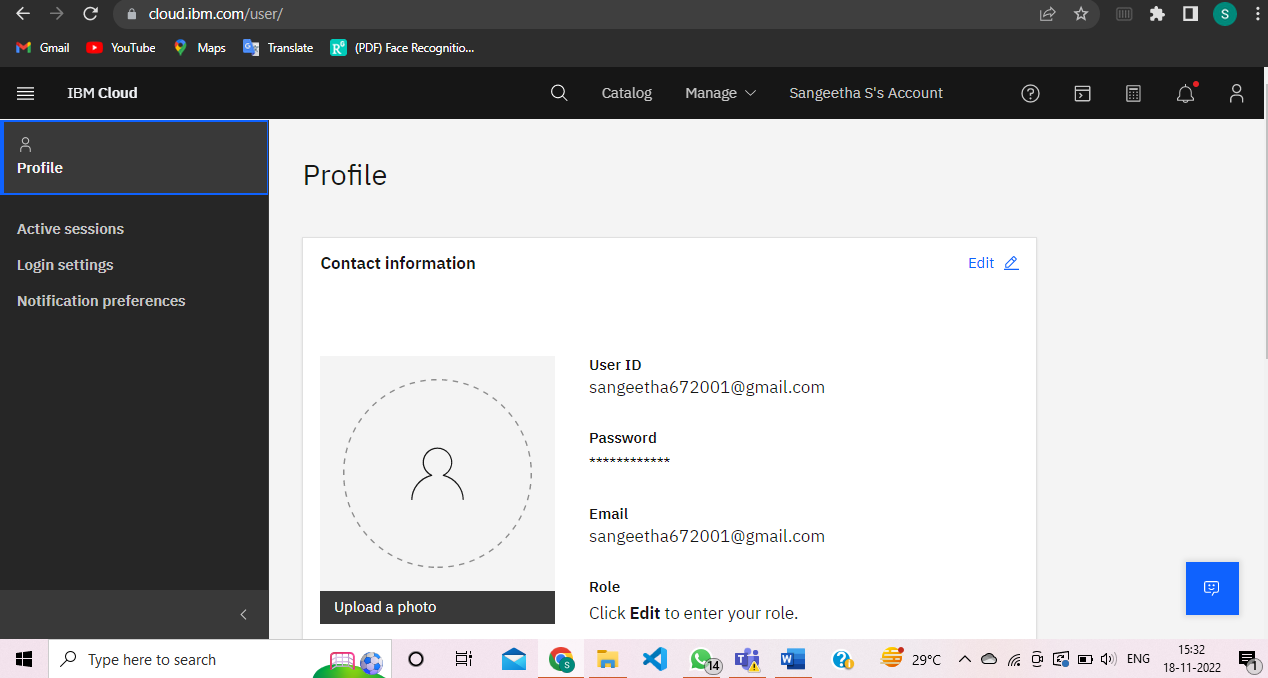 cloud.ibm.com/user/
S
Gmail
YouTube
Maps
Translate
(PDF) Face Recognitio...
IBM Cloud
Catalog
Manage
Sangeetha S's Account
Profile
Active sessions
Login settings
Notification preferences
Profile
Contact information
Edit
User ID
sangeetha672001@gmail.com
Password
************
Email
sangeetha672001@gmail.com
Role
Click Edit to enter your role.
Upload a photo
Type here to search
S
14
29°C
ENG
15:32
18-11-2022
1